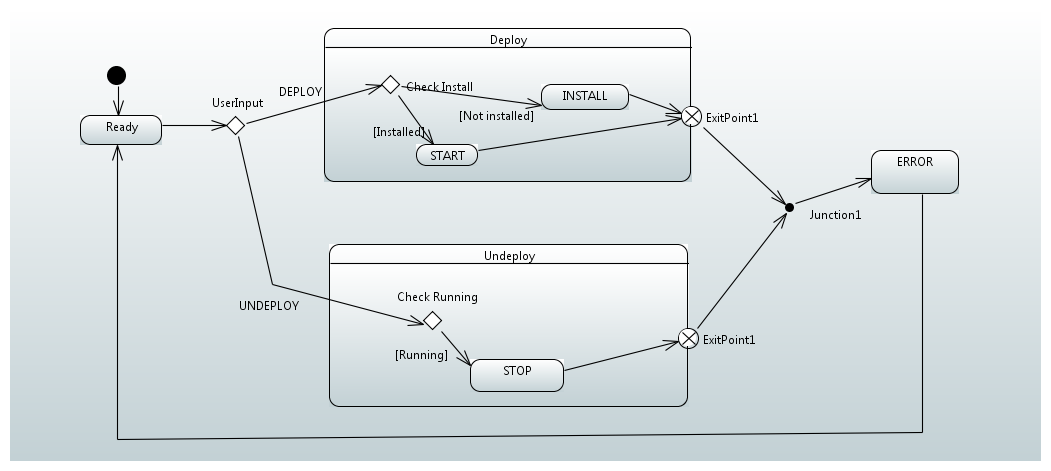 Deploy
UserInput
DEPLOY
Check Install
INSTALL
[Not installed]
ExitPoint1
Ready
[Installed]
START
ERROR
Junction1
Undeploy
UNDEPLOY
Check Running
[Running]
STOP
ExitPoint1